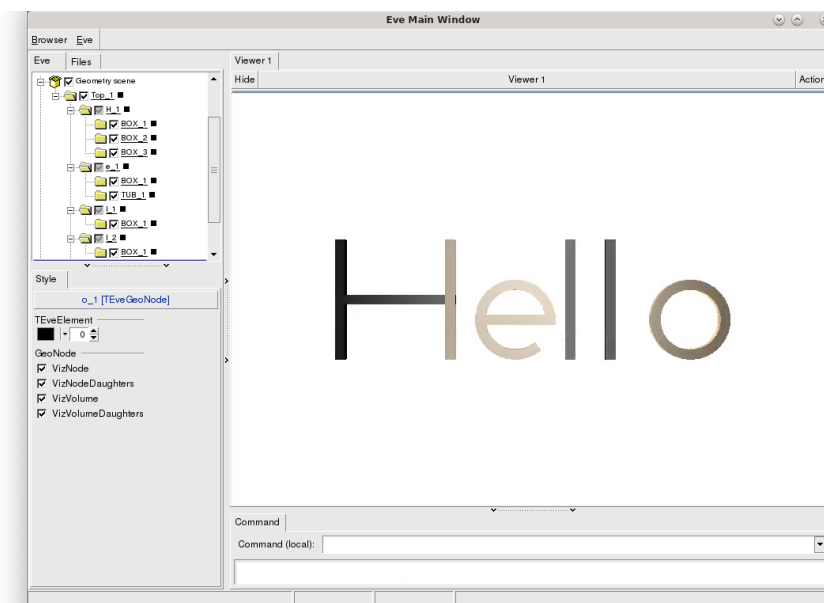 Eve Main Window
Browser Eve
Eve Files
Viewer 1
Hide Viewer 1 Action
Geometry scene
Top_1
H_1
BOX_1
BOX_2
BOX_3
e_1
BOX_1
TUB_1
l_1
BOX_1
l_2
BOX_1
Hello
Style
o_1 [TEveGeoNode]
TEveElement
0
GeoNode
VizNode
VizNodeDaughters
VizVolume
VizVolumeDaughters
Command
Command (local):